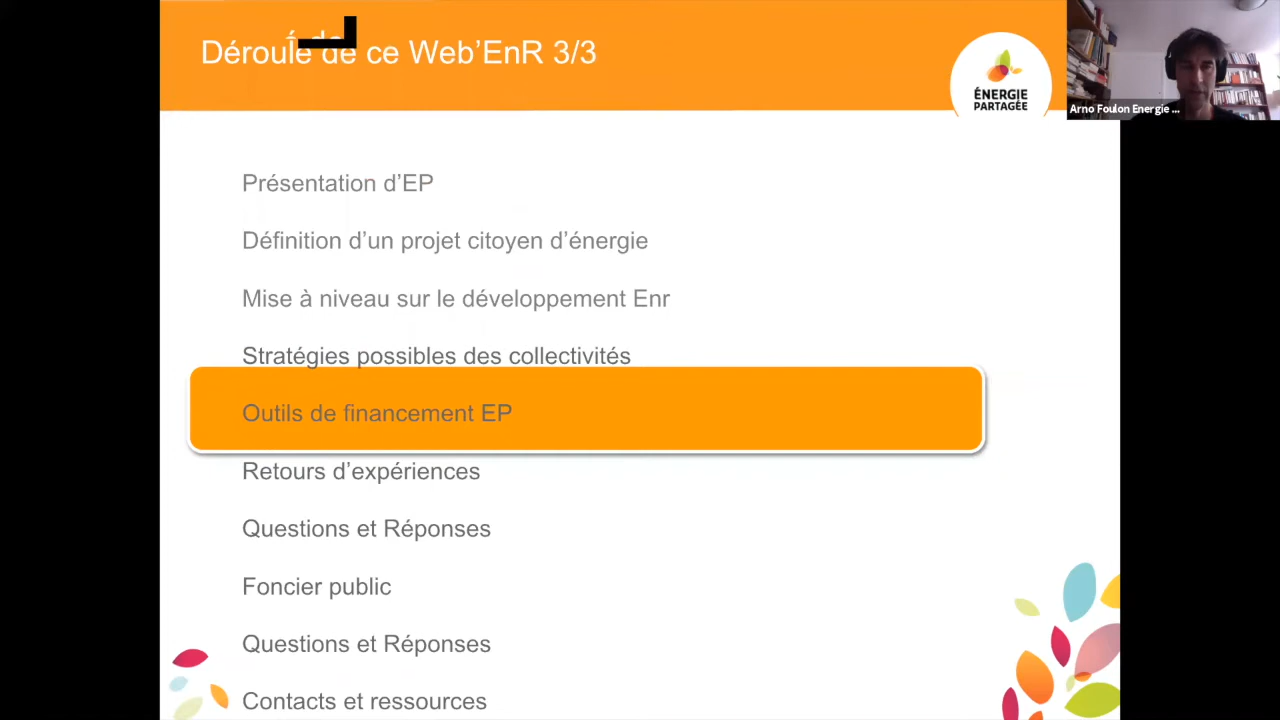 Déroulé de ce Web’EnR 3/3
ÉNERGIE
PARTAGÉE
Arno Foulon Energie ...
Présentation d’EP
Définition d’un projet citoyen d’énergie
Mise à niveau sur le développement Enr
Stratégies possibles des collectivités
Outils de financement EP
Retours d’expériences
Questions et Réponses
Foncier public
Questions et Réponses
Contacts et ressources